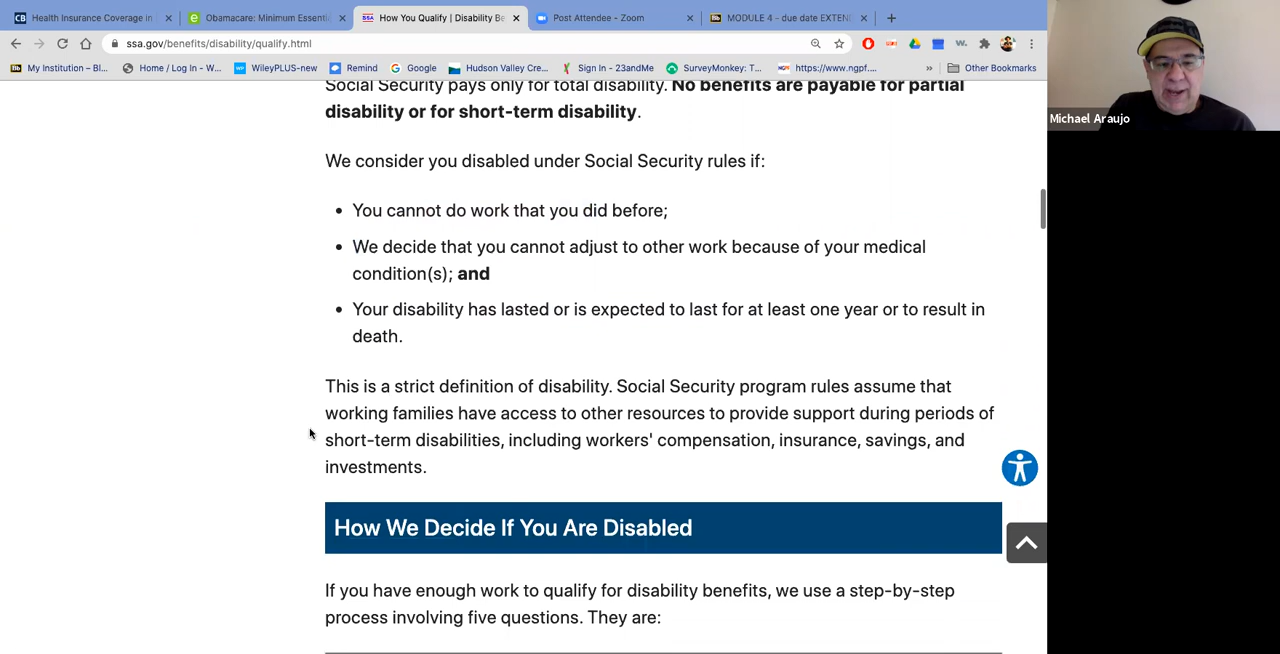 Health Insurance Coverage in
Obamacare: Minimum Essenti
How You Qualify | Disability Be
Post Attendee - Zoom
MODULE 4 - due date EXTEN
ssa.gov/benefits/disability/qualify.html
My Institution – Bl...
Home / Log In - W...
WileyPLUS-new
Remind
Google
Hudson Valley Cre...
Sign In - 23andMe
SurveyMonkey: T...
https://www.ngpf....
»
Other Bookmarks
Social Security pays only for total disability. No benefits are payable for partial
disability or for short-term disability.
We consider you disabled under Social Security rules if:
• You cannot do work that you did before;
• We decide that you cannot adjust to other work because of your medical
condition(s); and
• Your disability has lasted or is expected to last for at least one year or to result in
death.
This is a strict definition of disability. Social Security program rules assume that
working families have access to other resources to provide support during periods of
short-term disabilities, including workers' compensation, insurance, savings, and
investments.
How We Decide If You Are Disabled
If you have enough work to qualify for disability benefits, we use a step-by-step
process involving five questions. They are:
Michael Araujo